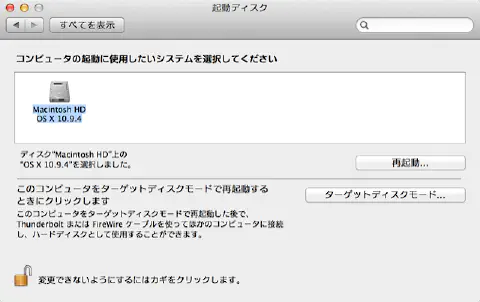 起動ディスク
すべてを表示
コンピュータの起動に使用したいシステムを選択してください
Macintosh HD
OS X 10.9.4
ディスク“Macintosh HD”上の
“OS X 10.9.4”を選択しました。
再起動...
このコンピュータをターゲットディスクモードで再起動する
ときにクリックします
ターゲットディスクモード...
このコンピュータをターゲットディスクモードで再起動した後で、
Thunderbolt または FireWire ケーブルを使ってほかのコンピュータに接続
し、ハードディスクとして使用することができます。
変更できないようにするにはカギをクリックします。